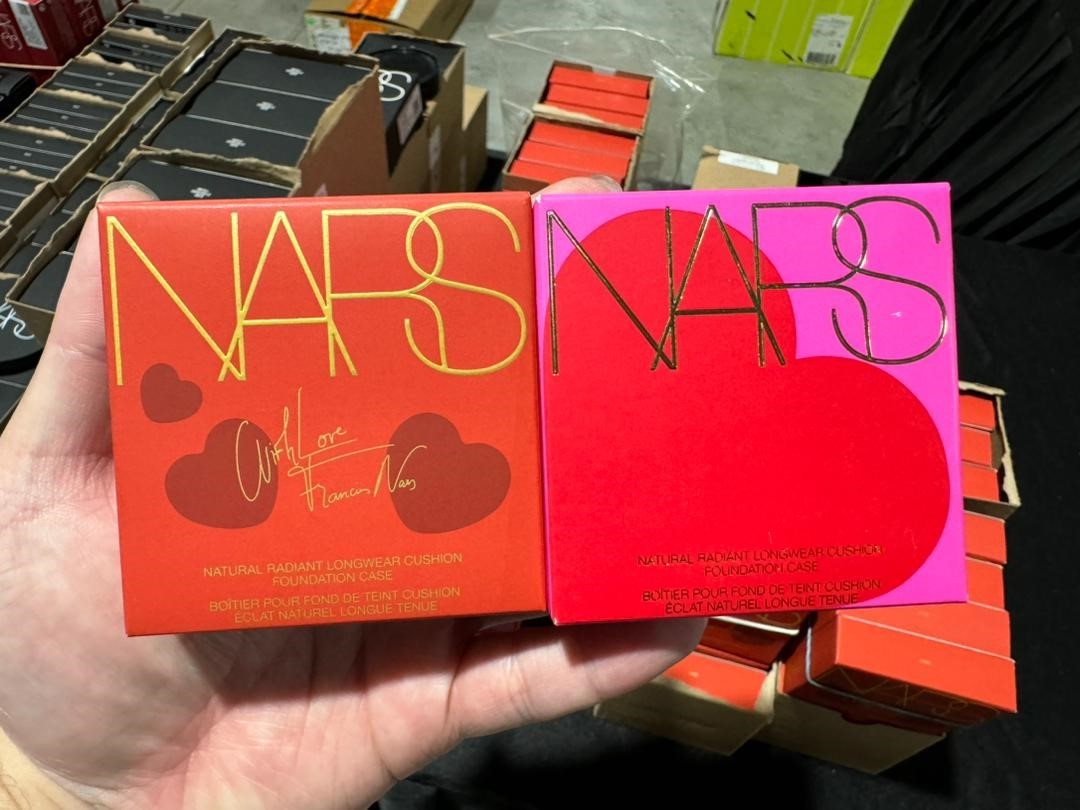 NARS
With Love
François Nars
NATURAL RADIANT LONGWEAR CUSHION
FOUNDATION CASE
BOÎTIER POUR FOND DE TEINT CUSHION
ÉCLAT NATUREL LONGUE TENUE
NARS
NATURAL RADIANT LONGWEAR CUSHION
FOUNDATION CASE
BOÎTIER POUR FOND DE TEINT CUSHION
ÉCLAT NATUREL LONGUE TENUE
NARS